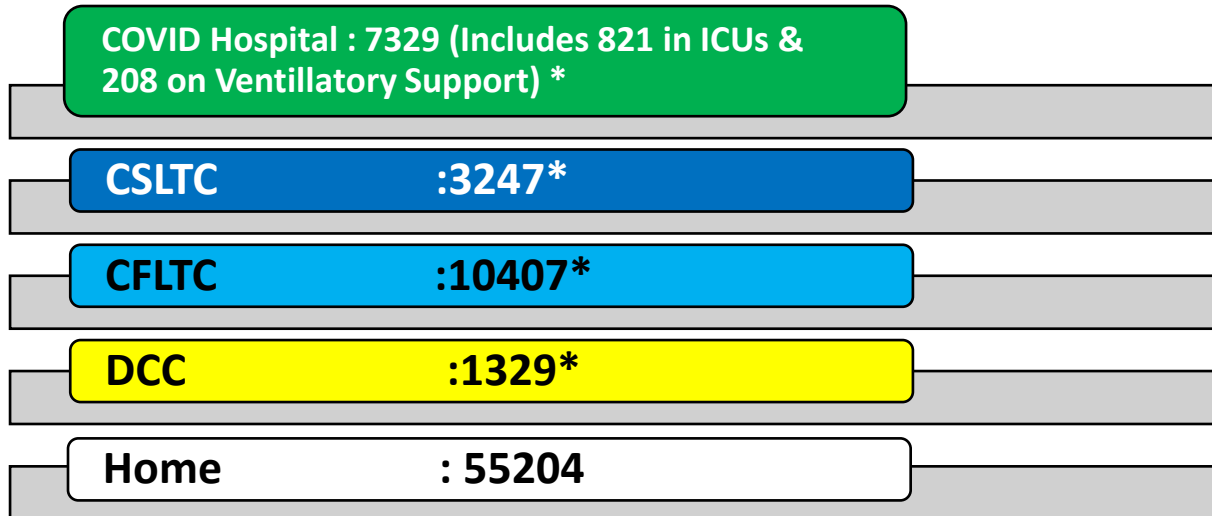 COVID Hospital : 7329 (Includes 821 in ICUs &
208 on Ventillatory Support) *
CSLTC :3247*
CFLTC :10407*
DCC :1329*
Home : 55204